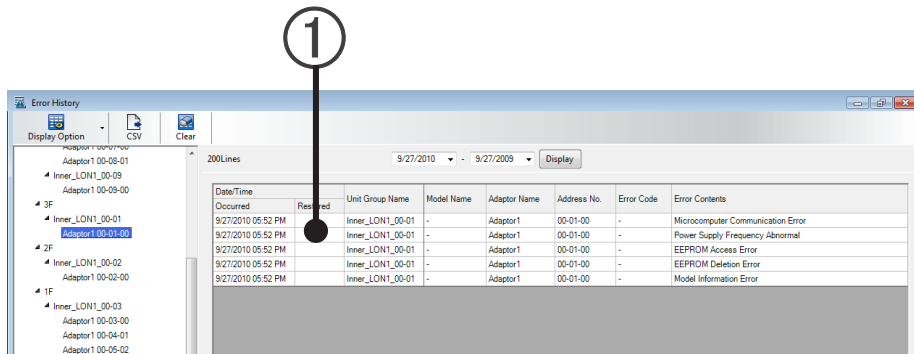 1
Error History
Display Option CSV Clear
Adaptor1 00-07-00
Adaptor1 00-08-01
Inner_LON1_00-09
Adaptor1 00-09-00
3F
Inner_LON1_00-01
Adaptor1 00-01-00
2F
Inner_LON1_00-02
Adaptor1 00-02-00
1F
Inner_LON1_00-03
Adaptor1 00-03-00
Adaptor1 00-04-01
Adaptor1 00-05-02
200Lines 9/27/2010 - 9/27/2009 Display
Date/Time Unit Group Name Model Name Adaptor Name Address No. Error Code Error Contents
Occurred Restored
9/27/2010 05:52 PM Inner_LON1_00-01 - Adaptor1 00-01-00 - Microcomputer Communication Error
9/27/2010 05:52 PM Inner_LON1_00-01 - Adaptor1 00-01-00 - Power Supply Frequency Abnormal
9/27/2010 05:52 PM Inner_LON1_00-01 - Adaptor1 00-01-00 - EEPROM Access Error
9/27/2010 05:52 PM Inner_LON1_00-01 - Adaptor1 00-01-00 - EEPROM Deletion Error
9/27/2010 05:52 PM Inner_LON1_00-01 - Adaptor1 00-01-00 - Model Information Error